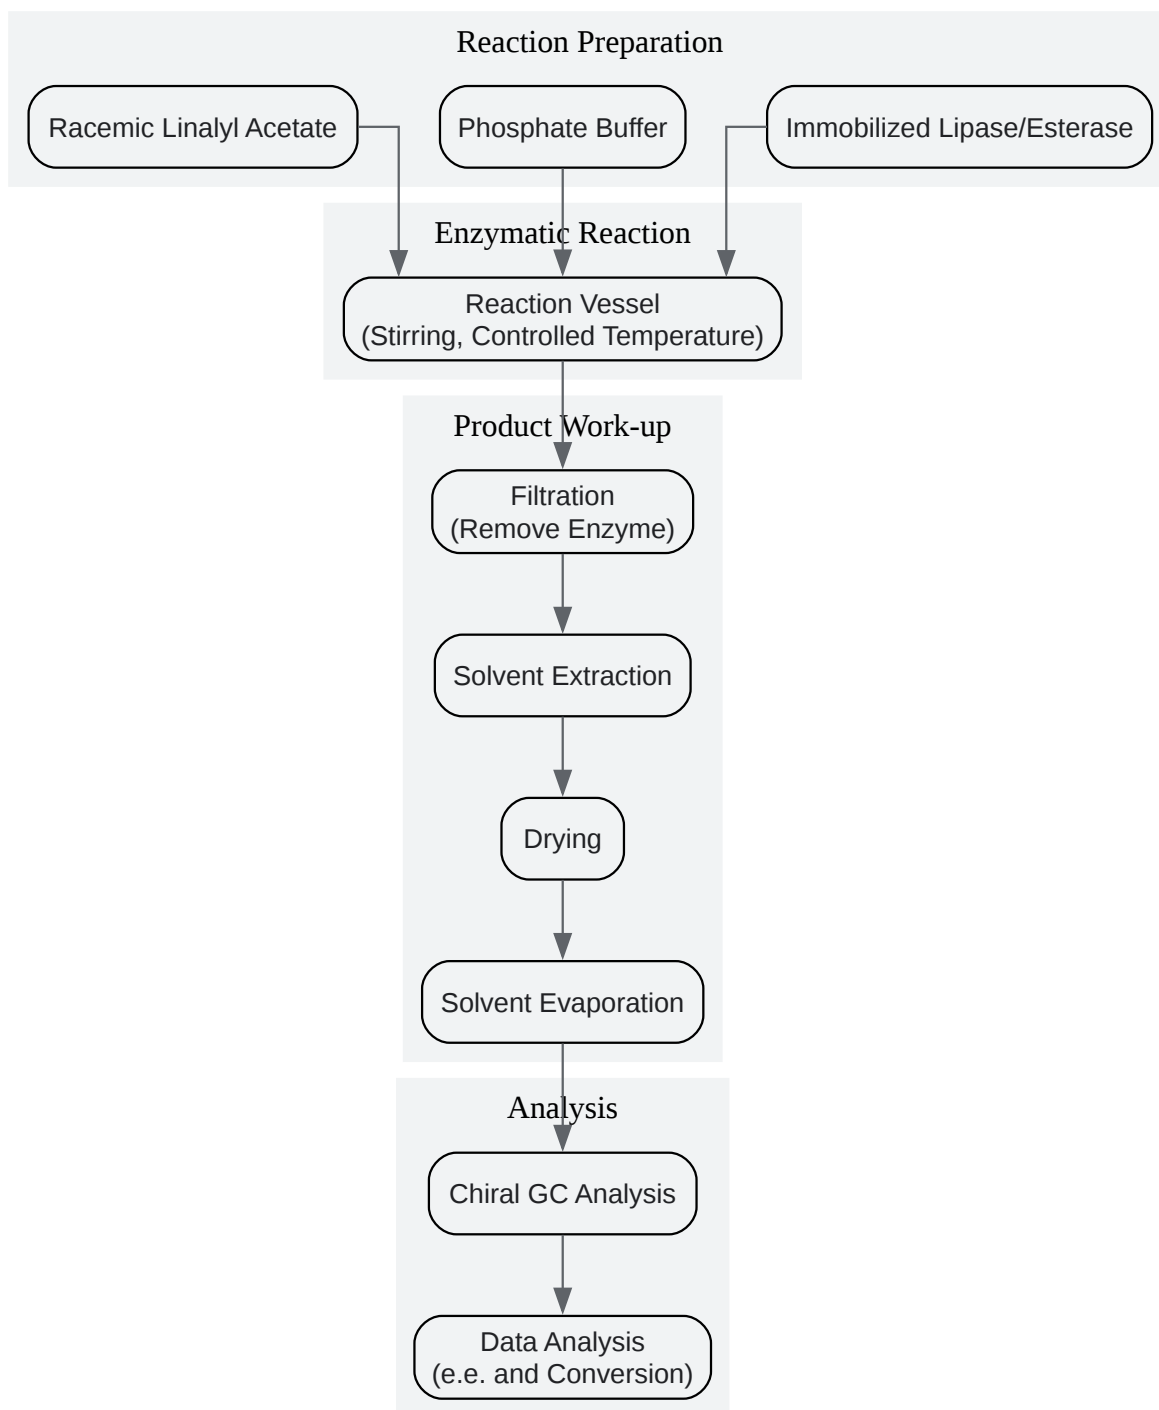 Reaction Preparation
Racemic Linalyl Acetate
Phosphate Buffer
Immobilized Lipase/Esterase
Enzymatic Reaction
Reaction Vessel
(Stirring, Controlled Temperature)
Product Work-up
Filtration
(Remove Enzyme)
Solvent Extraction
Drying
Solvent Evaporation
Analysis
Chiral GC Analysis
Data Analysis
(e.e. and Conversion)